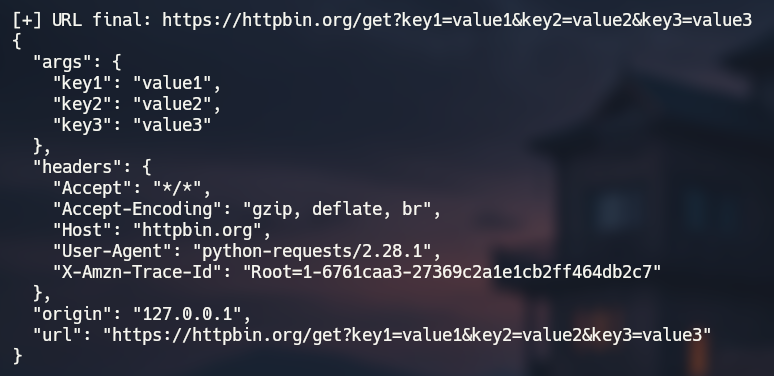 [+] URL final: https://httpbin.org/get?key1=value1&key2=value2&key3=value3
{
  "args": {
    "key1": "value1",
    "key2": "value2",
    "key3": "value3"
  },
  "headers": {
    "Accept": "*/*",
    "Accept-Encoding": "gzip, deflate, br",
    "Host": "httpbin.org",
    "User-Agent": "python-requests/2.28.1",
    "X-Amzn-Trace-Id": "Root=1-6761caa3-27369c2a1e1cb2ff464db2c7"
  },
  "origin": "127.0.0.1",
  "url": "https://httpbin.org/get?key1=value1&key2=value2&key3=value3"
}